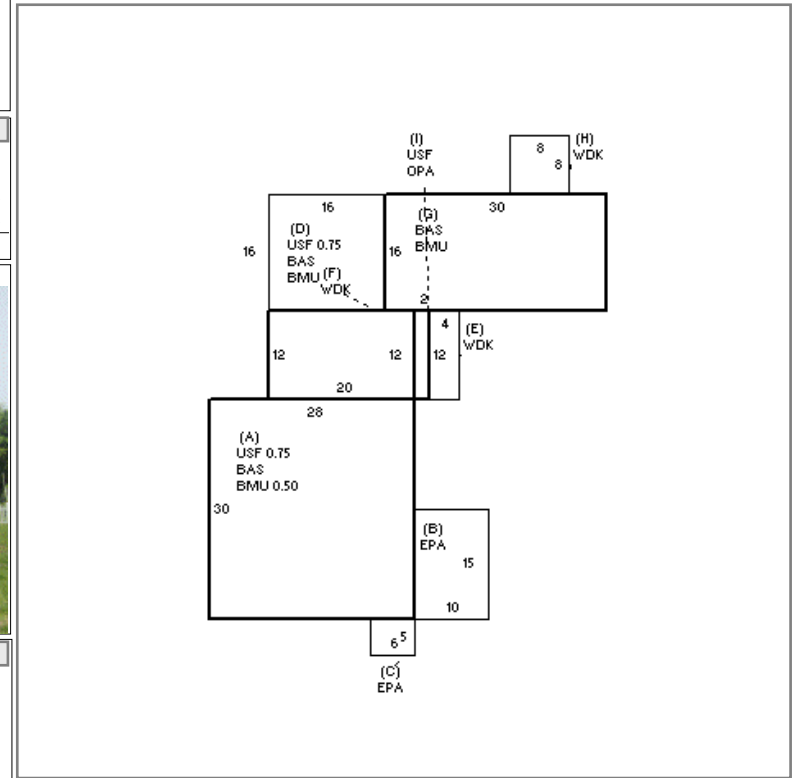 (I)
USF
OPA
8
8
(H)
WDK
16
16
(D)
USF 0.75
BAS
BMU
(F)
WDK
16
(G)
BAS
BMU
30
2
12
12
20
12
4
(E)
WDK
28
(A)
USF 0.75
BAS
BMU 0.50
30
(B)
EPA
15
10
6
5
(C)
EPA